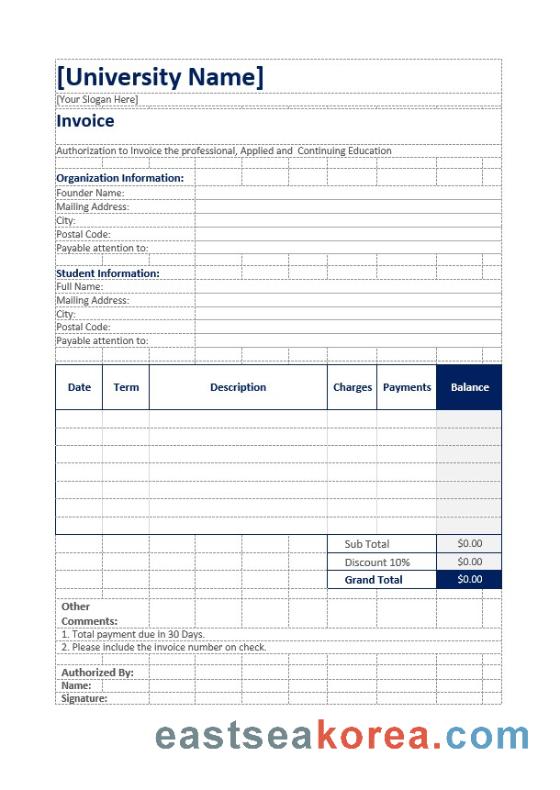 [University Name]
[Your Slogan Here]
Invoice
Authorization to Invoice the professional, Applied and Continuing Education
Organization Information:
Founder Name:
Mailing Address:
City:
Postal Code:
Payable attention to:
Student Information:
Full Name:
Mailing Address:
City:
Postal Code:
Payable attention to:
Date Term Description Charges Payments Balance
Sub Total $0.00
Discount 10% $0.00
Grand Total $0.00
Other
Comments:
1. Total payment due in 30 Days.
2. Please include the invoice number on check.
Authorized By:
Name:
Signature:
eastseakorea.com